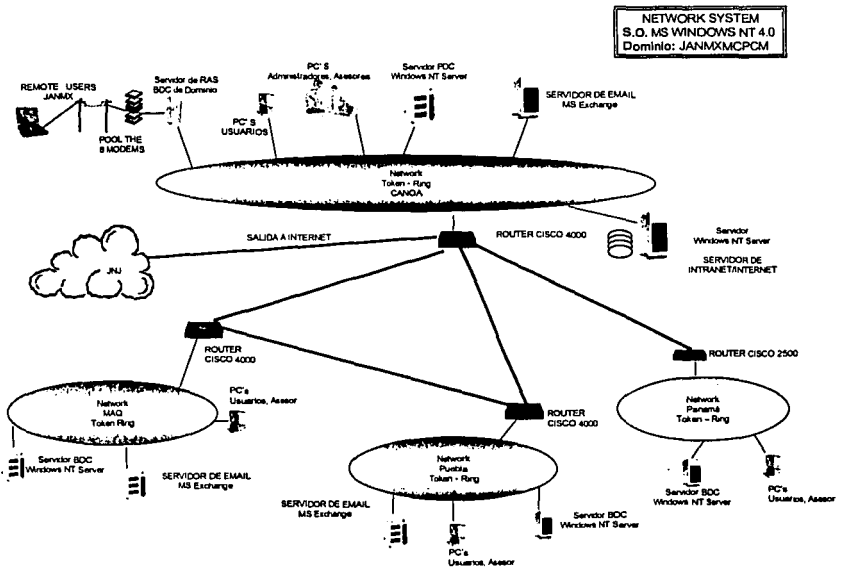 NETWORK SYSTEM
S.O. MS WINDOWS NT 4.0
Dominio: JANMXMCPCM
REMOTE USERS
JANMX
POOL THE
8 MODEMS
Servidor de RAS
BDC de Dominio
PC' S
USUARIOS
PC' S
Administradores, Asesores
Servidor PDC
Windows NT Server
SERVIDOR DE EMAIL
MS Exchange
Network
Token - Ring
CANOA
SALIDA A INTERNET
ROUTER CISCO 4000
Servidor
Windows NT Server
SERVIDOR DE
INTRANET/INTERNET
JNJ
ROUTER
CISCO 4000
ROUTER CISCO 2500
ROUTER
CISCO 4000
Network
MAQ
Token Ring
PC's
Usuarios, Asesor
Servidor BDC
Windows NT Server
SERVIDOR DE EMAIL
MS Exchange
Network
Puebla
Token - Ring
SERVIDOR DE EMAIL
MS Exchange
PC's
Usuarios, Asesor
Servidor BDC
Windows NT Server
Network
Panamá
Token - Ring
Servidor BDC
Windows NT Server
PC's
Usuarios, Asesor